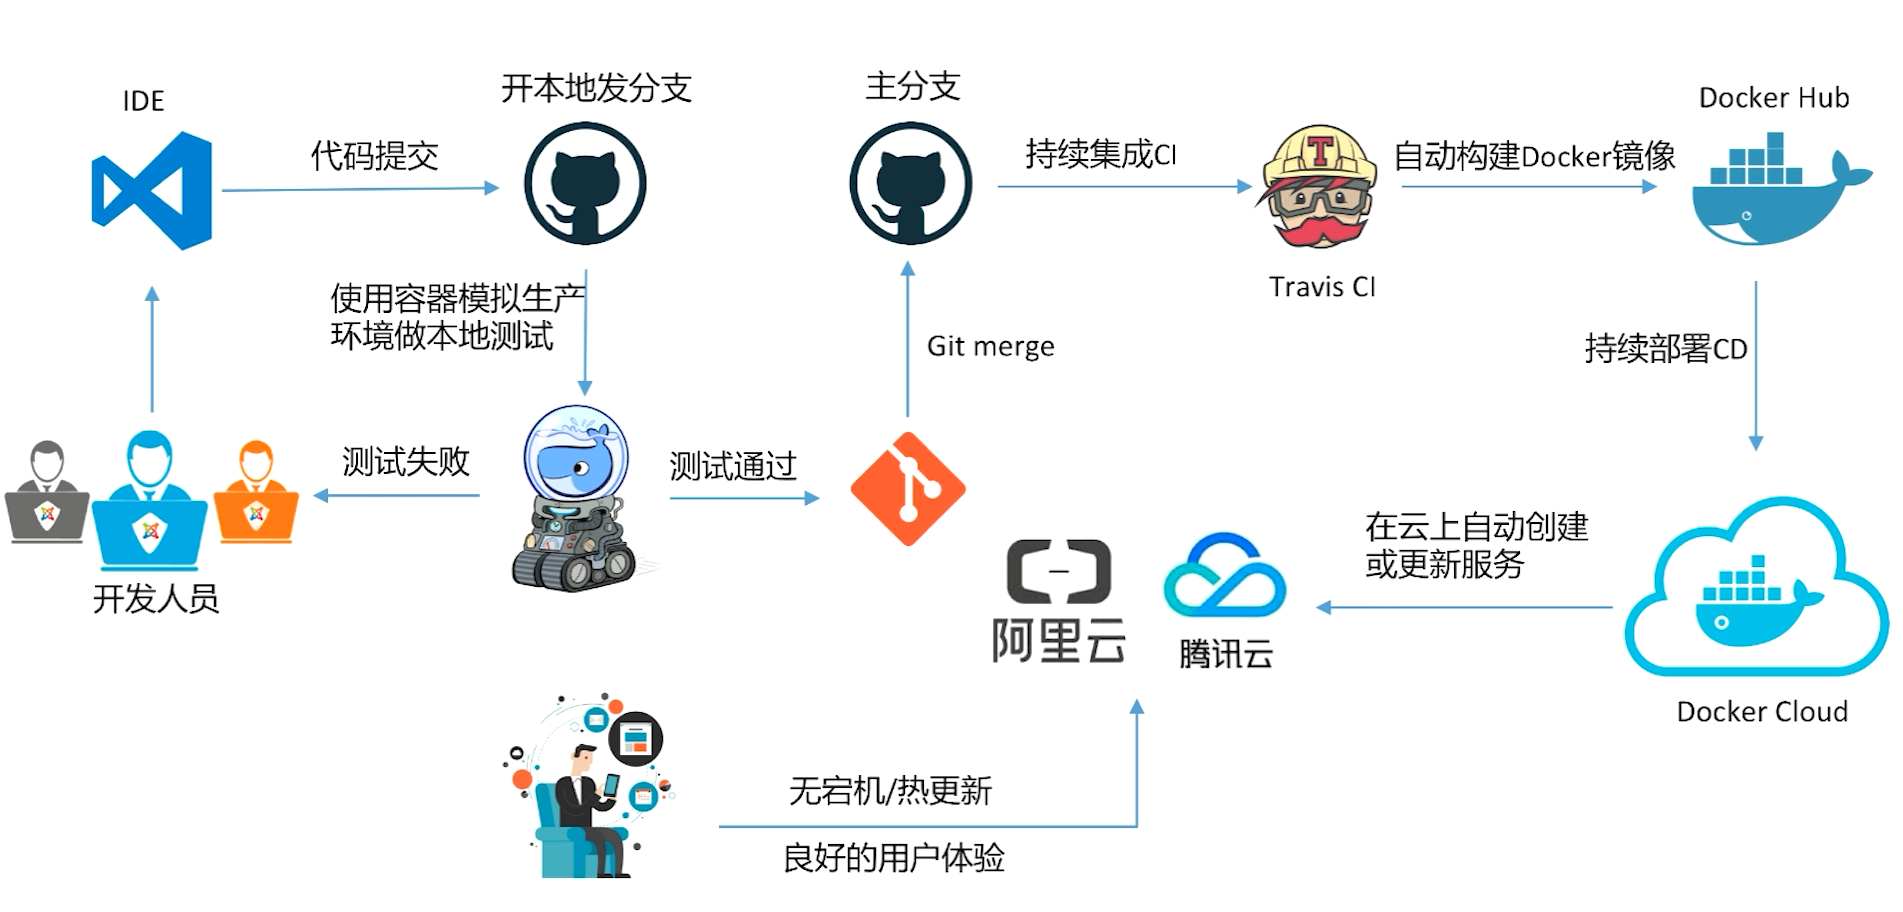 IDE
开本地发分支
主分支
Docker Hub
代码提交
持续集成CI
T
自动构建Docker镜像
Travis CI
使用容器模拟生产
环境做本地测试
Git merge
持续部署CD
测试失败
测试通过
开发人员
在云上自动创建
或更新服务
阿里云
腾讯云
Docker Cloud
无宕机/热更新
良好的用户体验